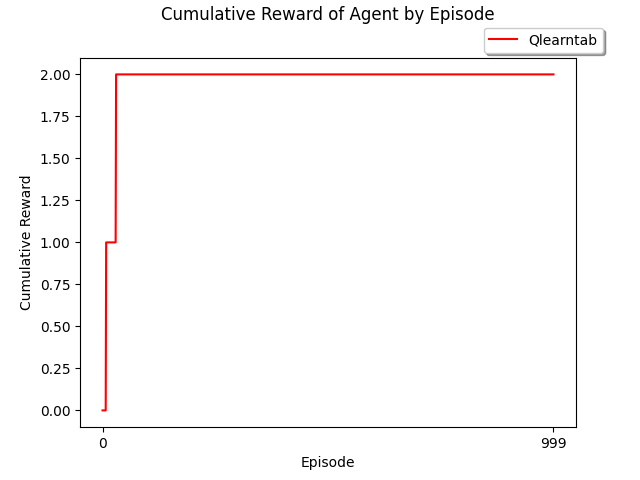 Cumulative Reward of Agent by Episode
Qlearntab
2.00
1.75
1.50
1.25
1.00
0.75
0.50
0.25
0.00
Cumulative Reward
0 999
Episode